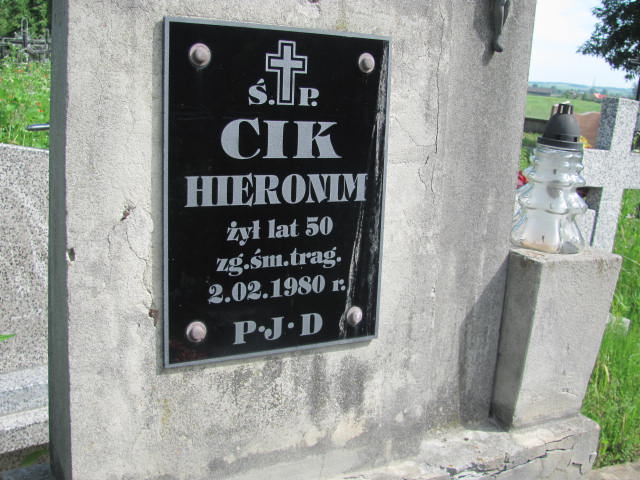 Ś. P.
CIK
HIERONIM
żył lat 50
zg.śm.trag.
2.02.1980 r.
P·J·D